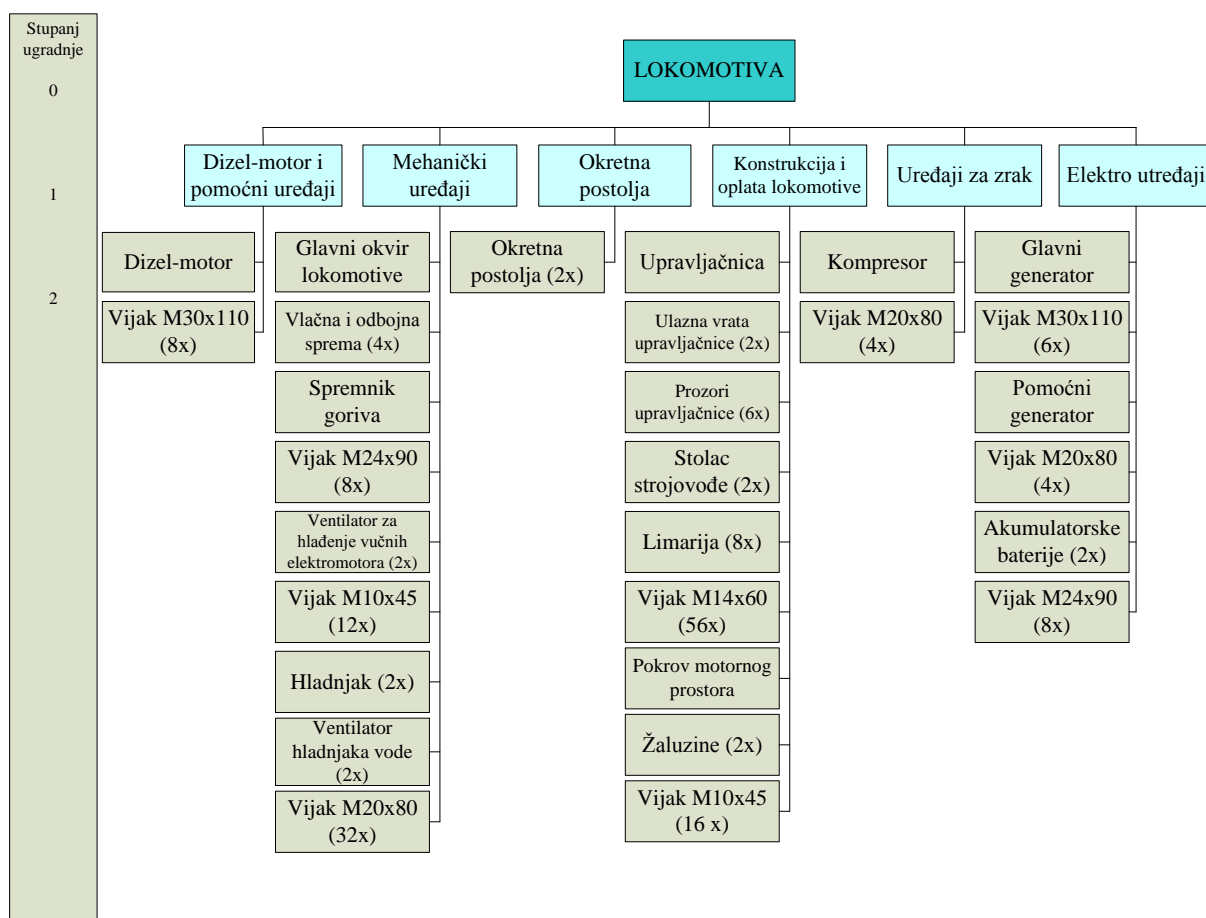 Stupanj
ugradnje
0
1
2
LOKOMOTIVA
Dizel-motor i
pomoćni uređaji
Mehanički
uređaji
Okretna
postolja
Konstrukcija i
oplata lokomotive
Uređaji za zrak
Elektro utređaji
Dizel-motor
Vijak M30x110
(8x)
Glavni okvir
lokomotive
Vlačna i odbojna
sprema (4x)
Spremnik
goriva
Vijak M24x90
(8x)
Ventilator za
hlađenje vučnih
elektromotora (2x)
Vijak M10x45
(12x)
Hladnjak (2x)
Ventilator
hladnjaka vode
(2x)
Vijak M20x80
(32x)
Okretna
postolja (2x)
Upravljačnica
Ulazna vrata
upravljačnice (2x)
Prozori
upravljačnice (6x)
Stolac
strojovođe (2x)
Limarija (8x)
Vijak M14x60
(56x)
Pokrov motornog
prostora
Žaluzine (2x)
Vijak M10x45
(16 x)
Kompresor
Vijak M20x80
(4x)
Glavni
generator
Vijak M30x110
(6x)
Pomoćni
generator
Vijak M20x80
(4x)
Akumulatorske
baterije (2x)
Vijak M24x90
(8x)